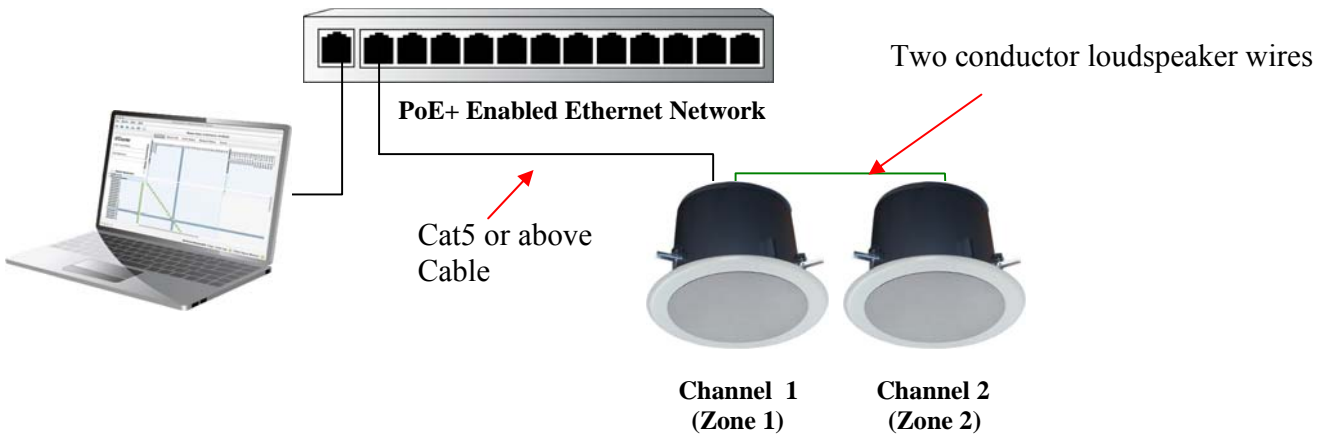 Two conductor loudspeaker wires
PoE+ Enabled Ethernet Network
Cat5 or above
Cable
Channel 1
(Zone 1)
Channel 2
(Zone 2)